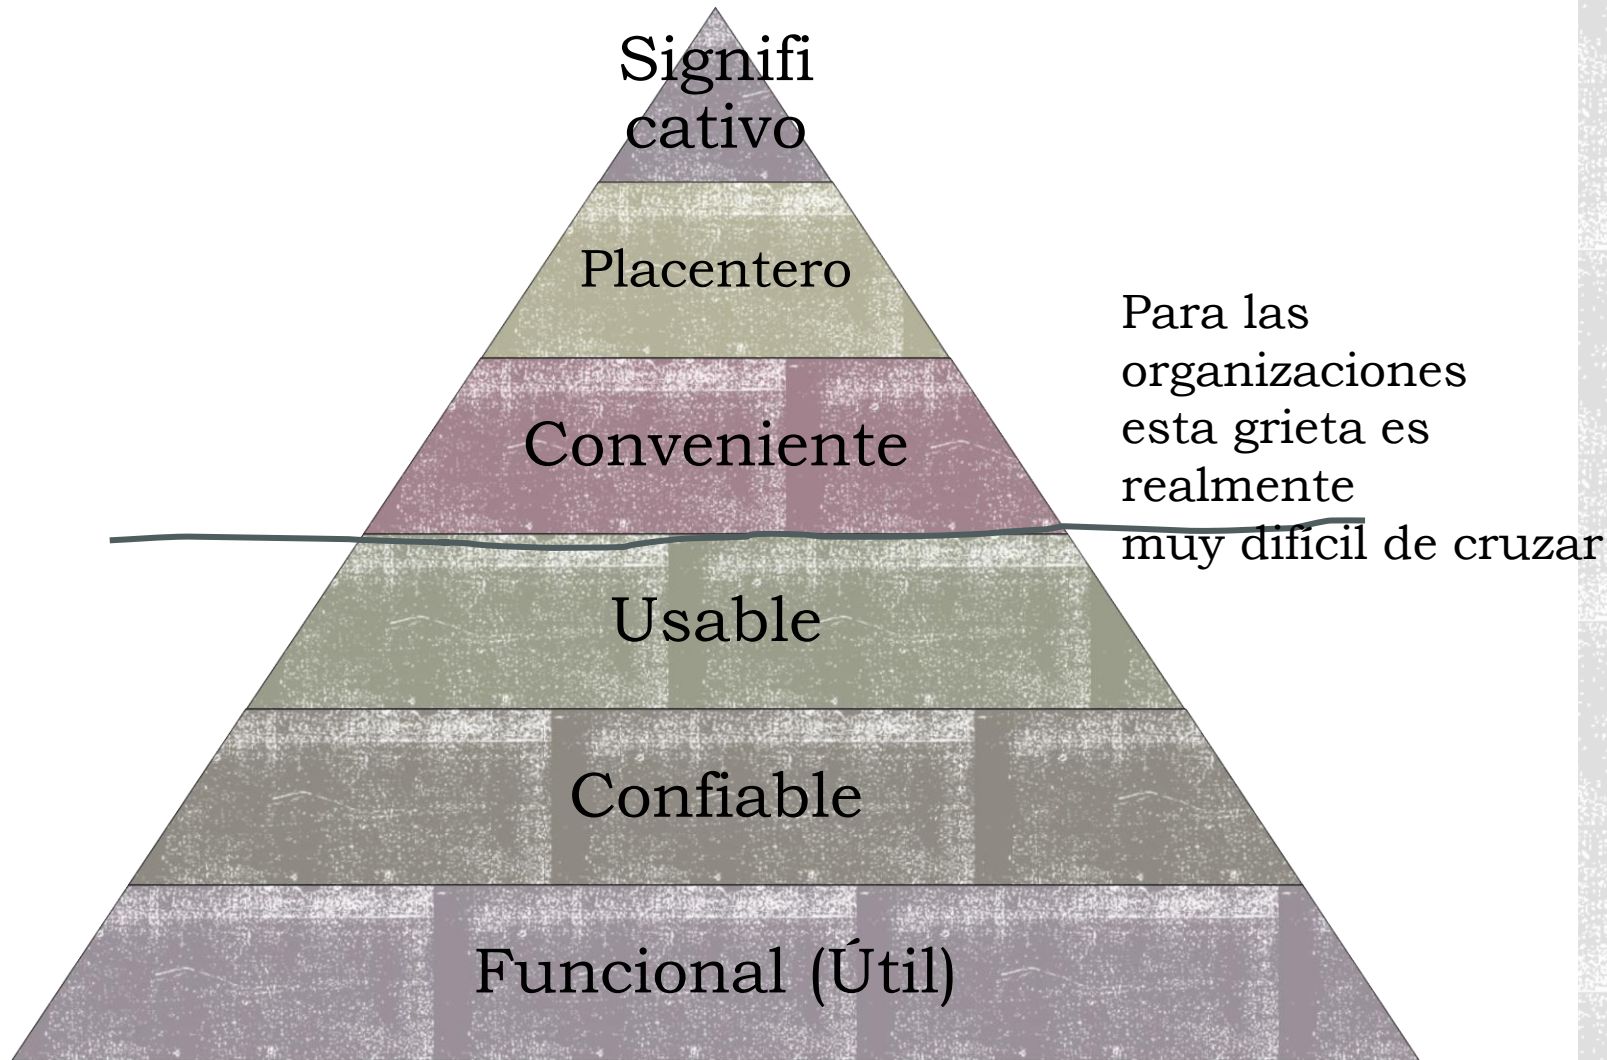 Signifi
cativo
Placentero
Conveniente
Para las
organizaciones
esta grieta es
realmente
muy difícil de cruzar
Usable
Confiable
Funcional (Útil)